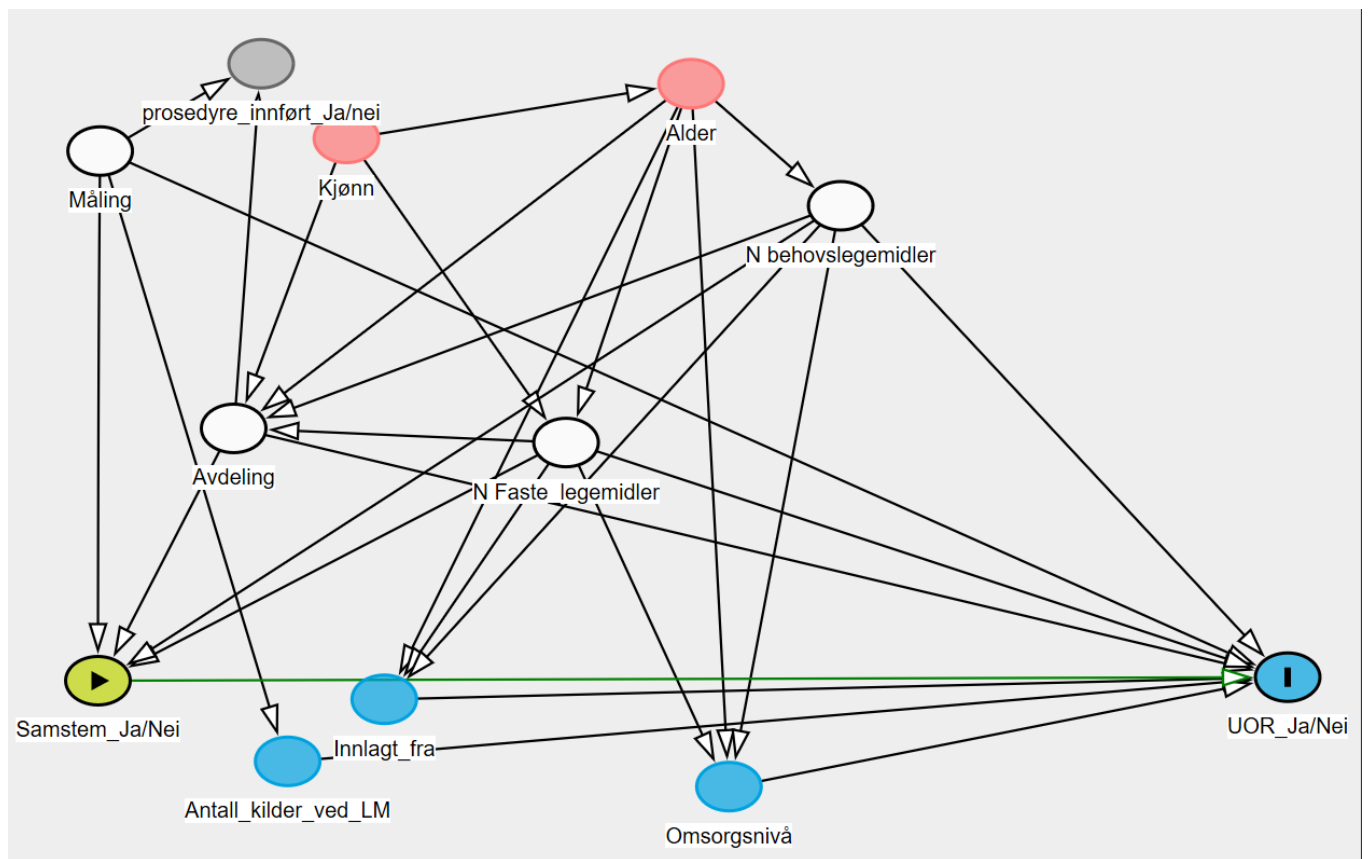 prosedyre_innført_Ja/nei
Alder
Kjønn
Måling
N behovslegemidler
Avdeling
N Faste_legemidler
Samstem_Ja/Nei
UOR_Ja/Nei
Innlagt_fra
Antall_kilder_ved_LM
Omsorgsnivå